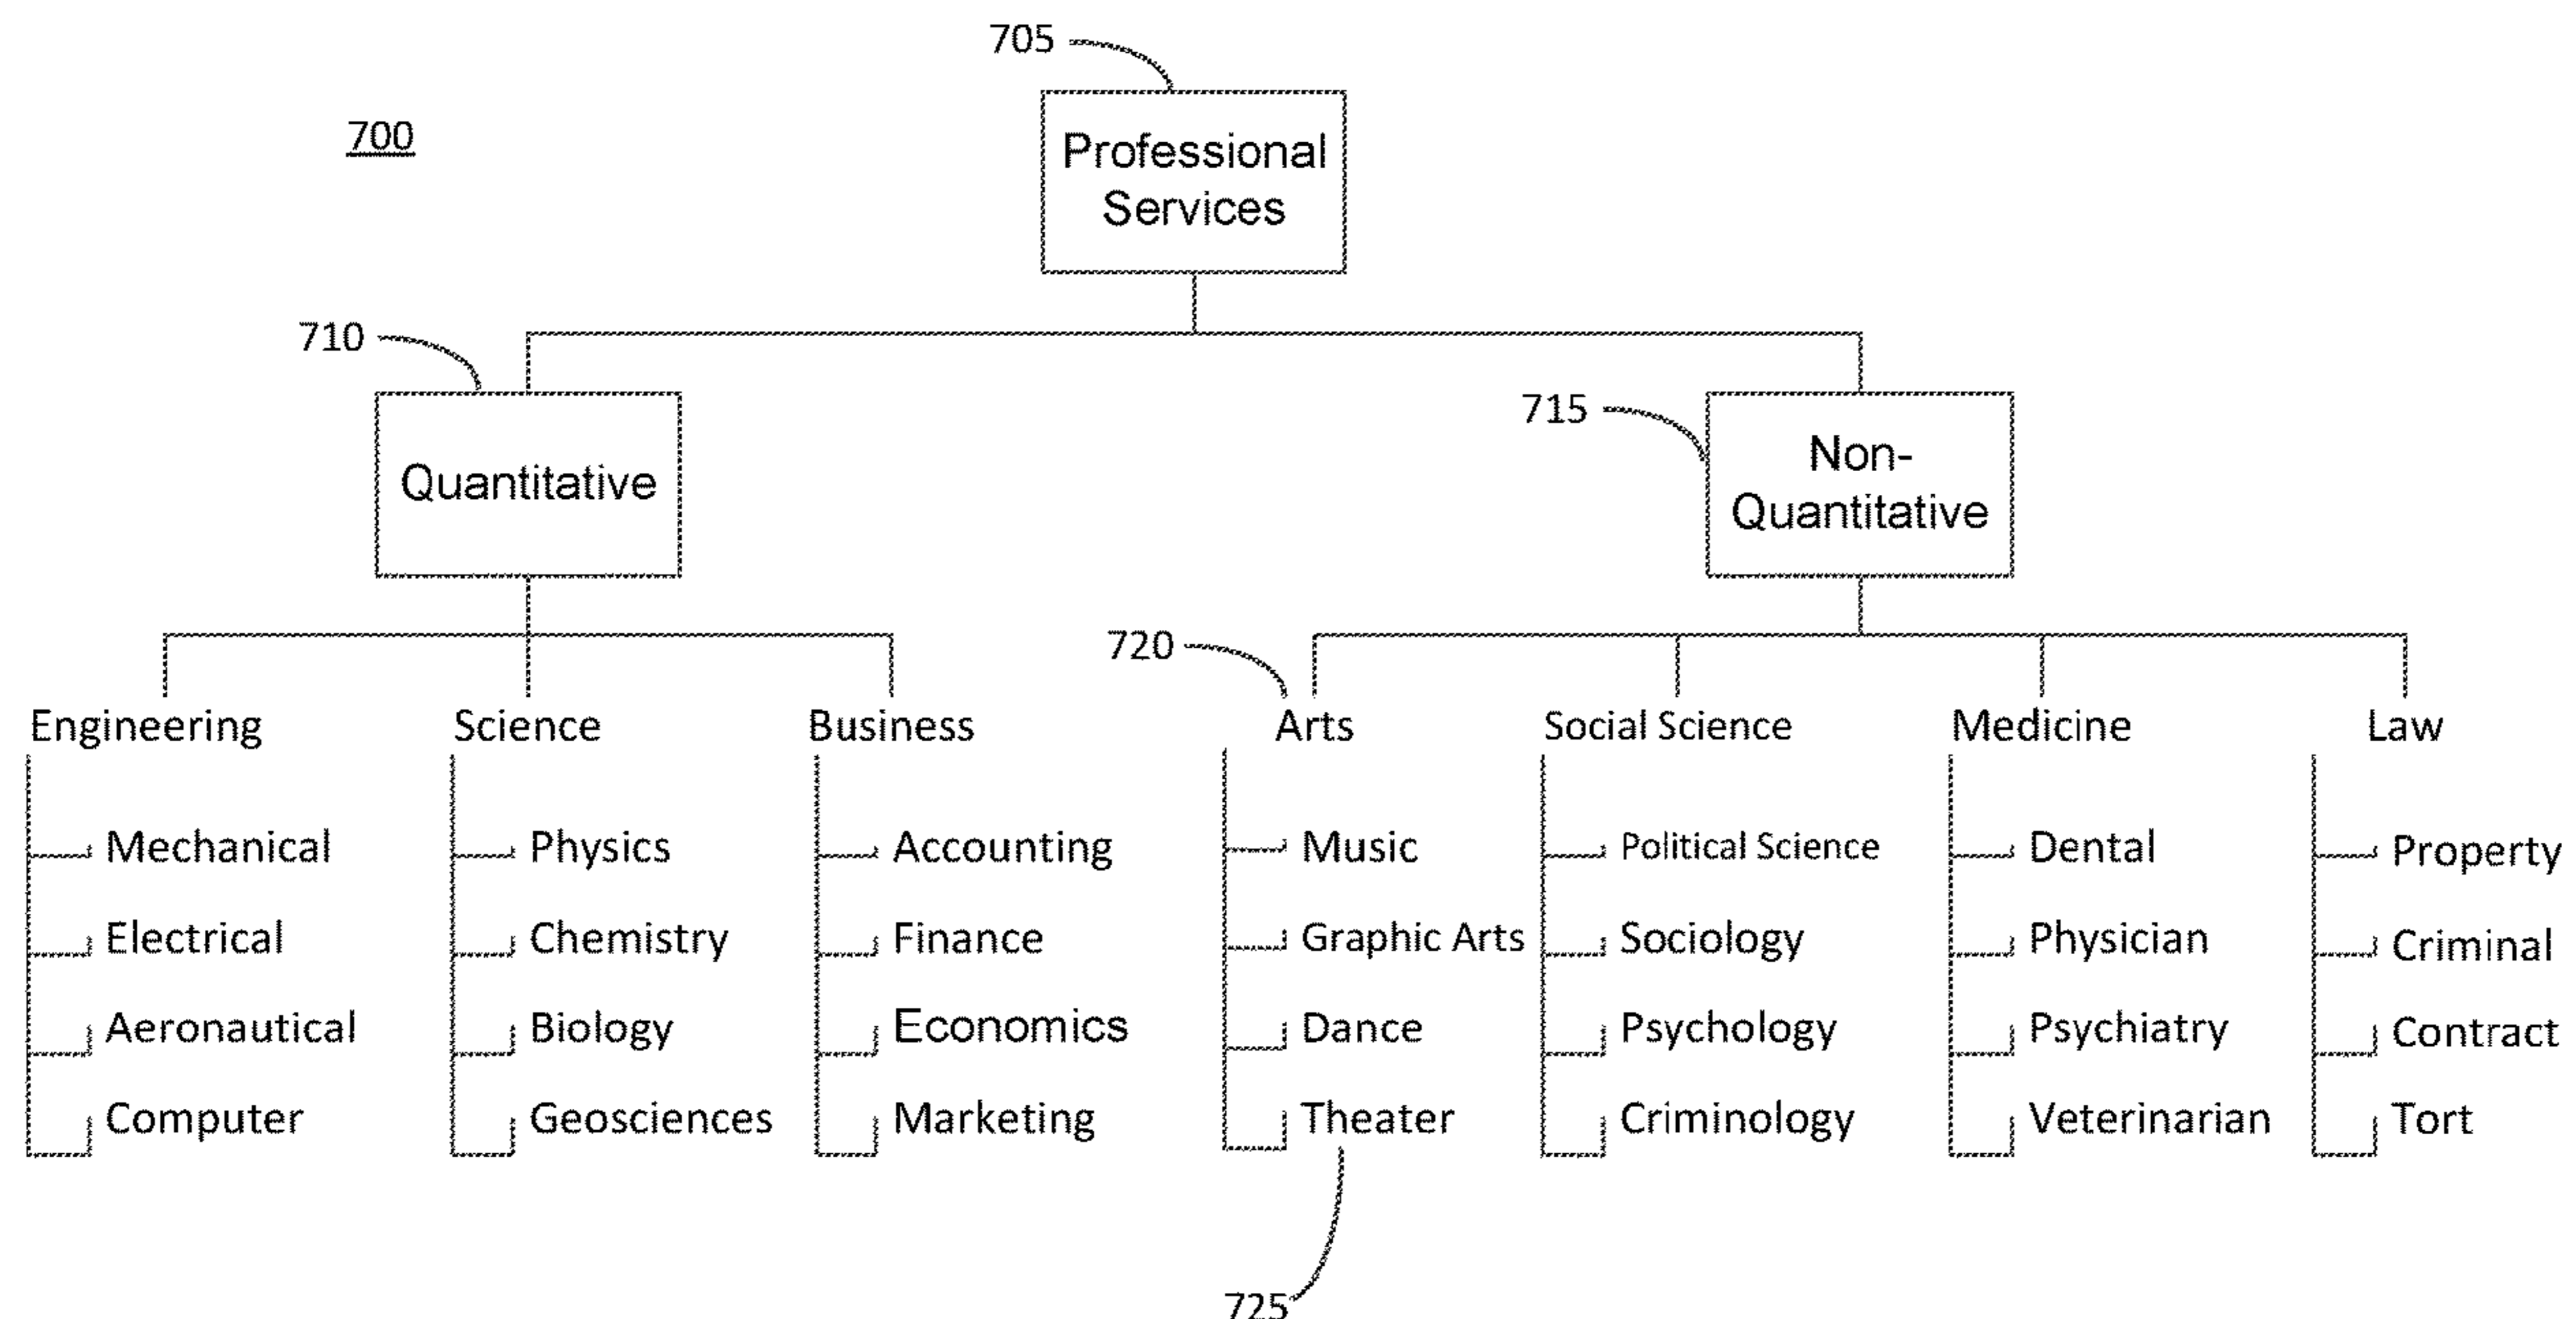 705
700
Professional
Services
710
715
Quantitative
Non-
Quantitative
720
Engineering
Mechanical
Electrical
Aeronautical
Computer
Science
Physics
Chemistry
Biology
Geosciences
Business
Accounting
Finance
Economics
Marketing
Arts
Music
Graphic Arts
Dance
Theater
Social Science
Political Science
Sociology
Psychology
Criminology
Medicine
Dental
Physician
Psychiatry
Veterinarian
Law
Property
Criminal
Contract
Tort
725